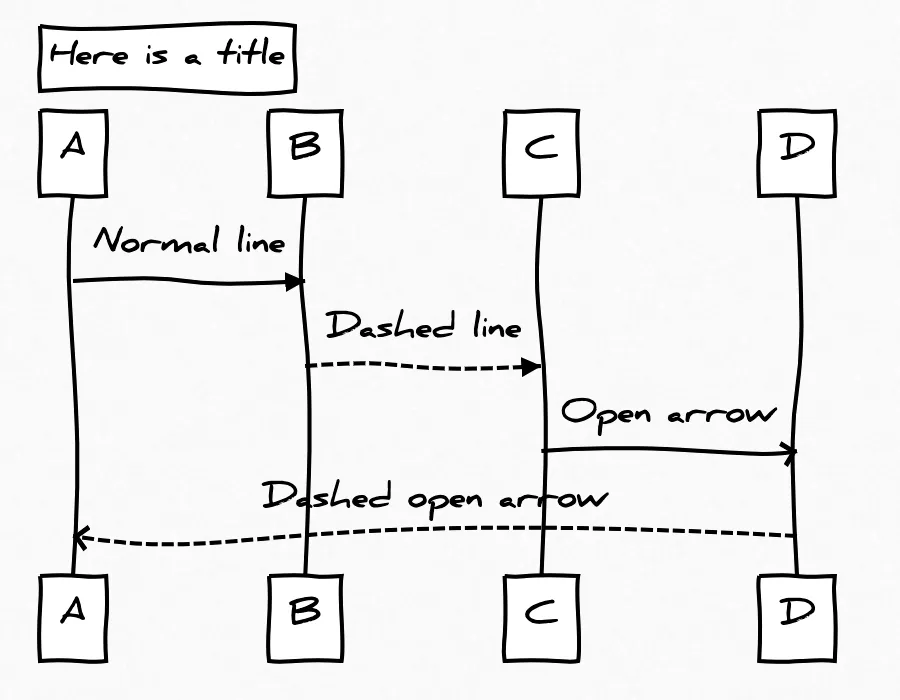 Here is a title
A
B
C
D
Normal line
Dashed line
Open arrow
Dashed open arrow
A
B
C
D